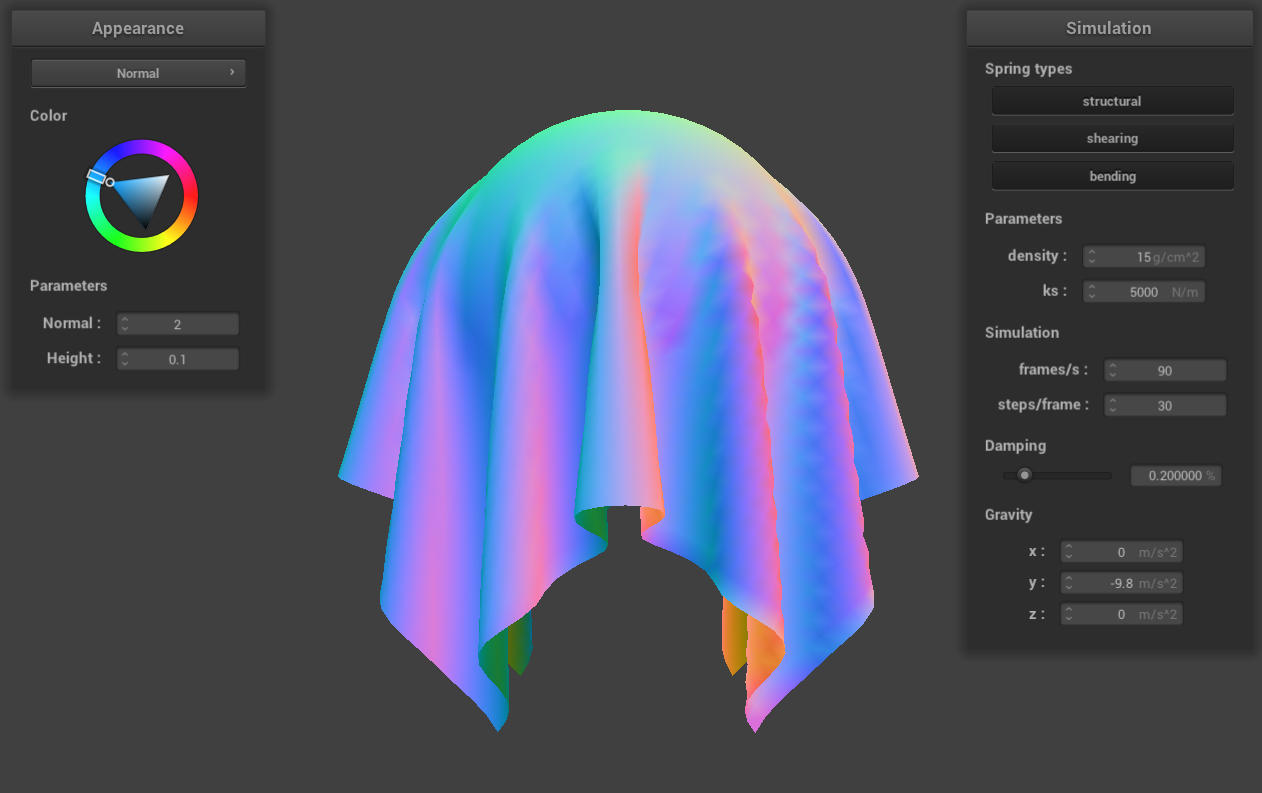 Appearance
Normal
Color
Parameters
Normal : 2
Height : 0.1
Simulation
Spring types
structural
shearing
bending
Parameters
density : 15 g/cm^2
ks : 5000 N/m
Simulation
frames/s : 90
steps/frame : 30
Damping
0.200000 %
Gravity
x : 0 m/s^2
y : -9.8 m/s^2
z : 0 m/s^2